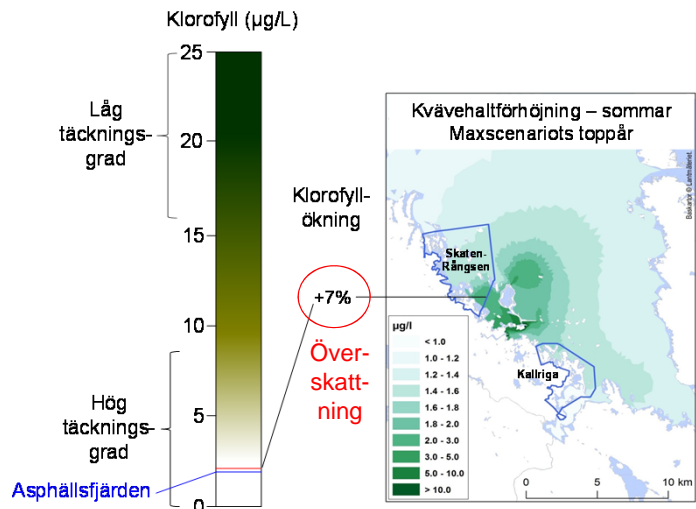 Klorofyll (µg/L)
25
20
15
10
5
0
Låg
täcknings-
grad
Hög
täcknings-
grad
Asphällsfjärden
Klorofyll-
ökning
+7%
Över-
skatt-
ning
Kvävehaltförhöjning – sommar
Maxscenariots toppår
Skaten-
Rångsen
Kallriga
µg/l
< 1.0
1.0 - 1.2
1.2 - 1.4
1.4 - 1.6
1.6 - 1.8
1.8 - 2.0
2.0 - 3.0
3.0 - 5.0
5.0 - 10.0
> 10.0
0 5 10 km
Bakgrundskartor © Lantmäteriet